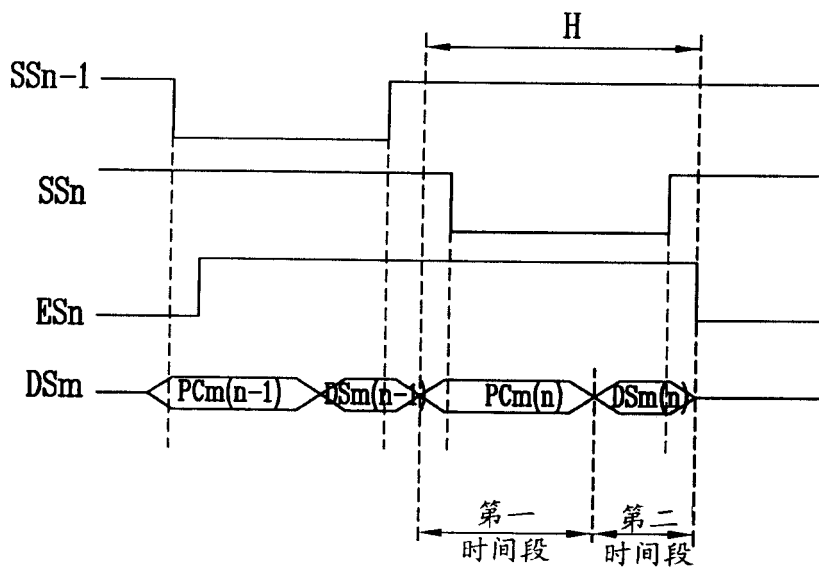 H
SSn-1
SSn
ESn
DSm
PCm(n-1)
DSm(n-1)
PCm(n)
DSm(n)
第一
时间段
第二
时间段